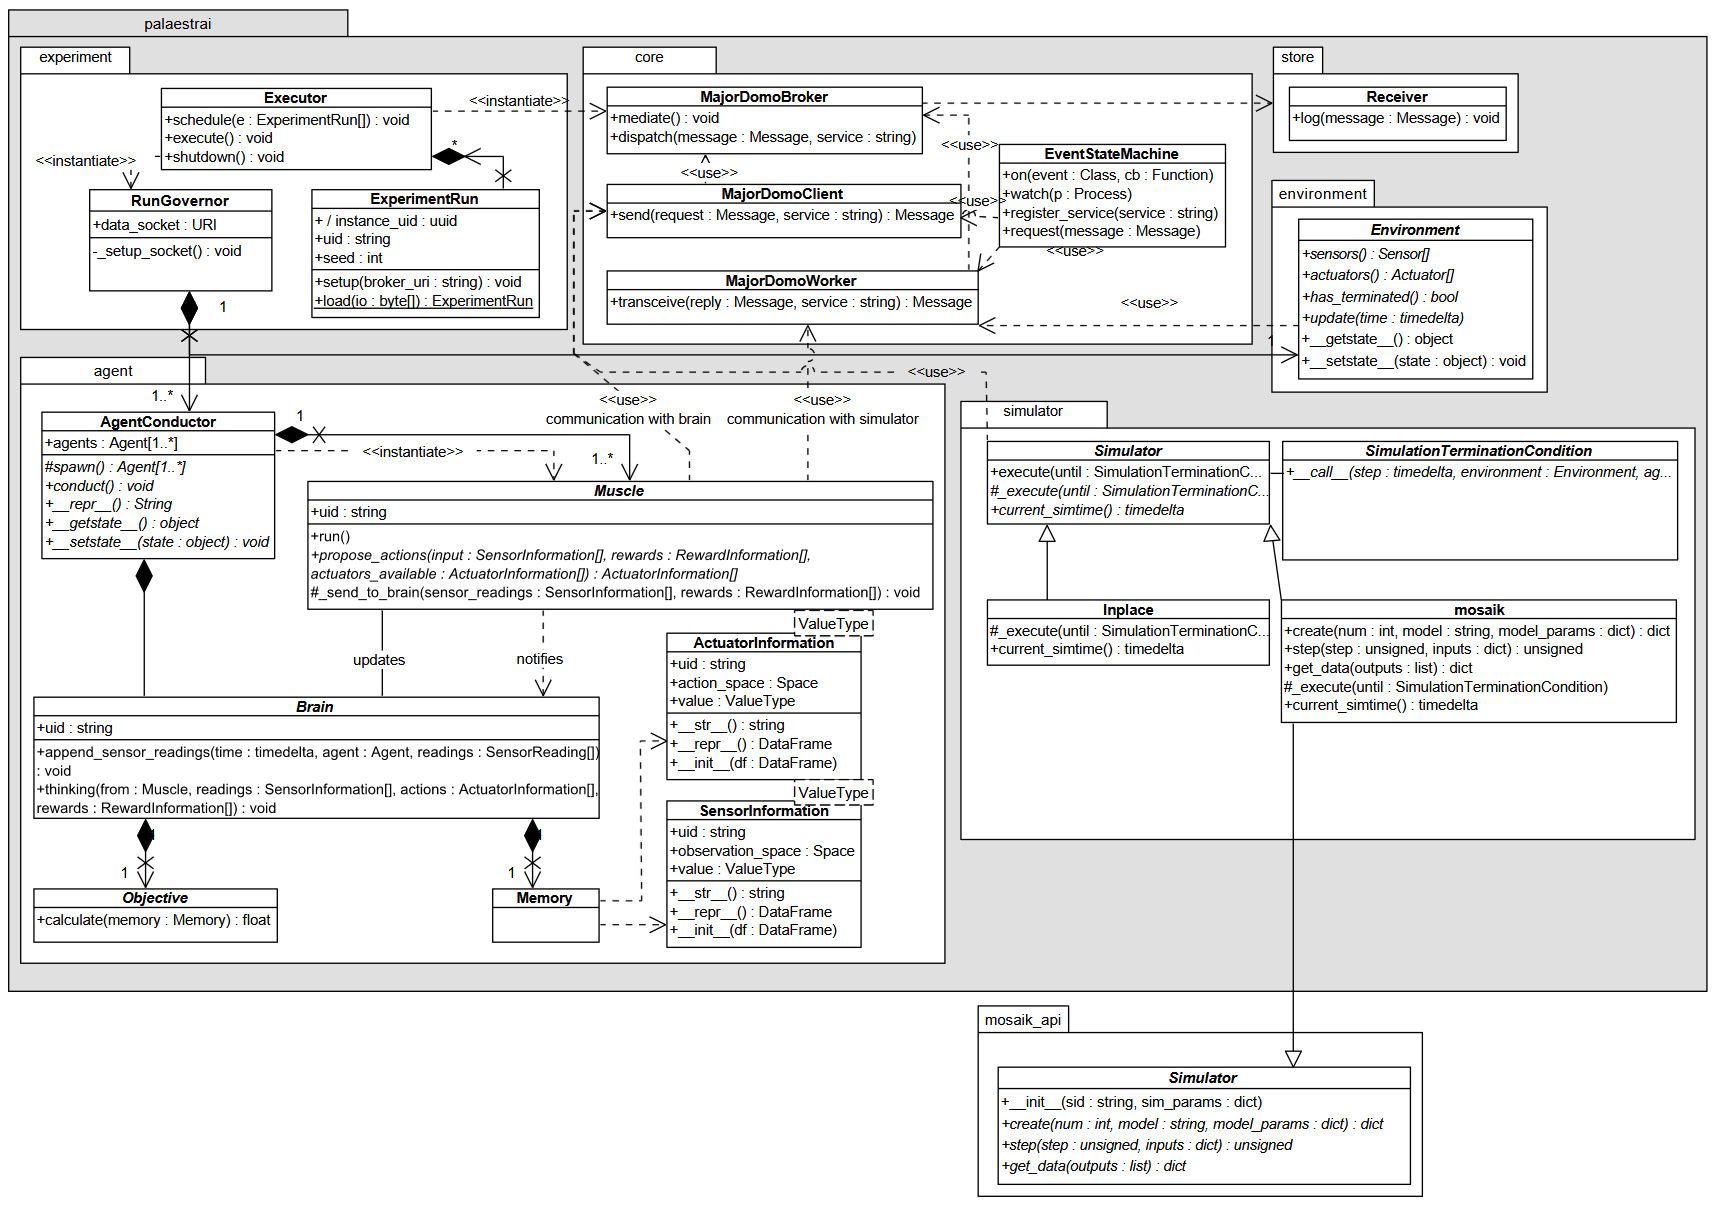 palaestrai
experiment
Executor
+schedule(e : ExperimentRun[]) : void
+execute() : void
+shutdown() : void
<<instantiate>>
<<instantiate>>
*
RunGovernor
+data_socket : URI
-_setup_socket() : void
1
ExperimentRun
+ / instance_uid : uuid
+uid : string
+seed : int
+setup(broker_uri : string) : void
+load(io : byte[]) : ExperimentRun
core
MajorDomoBroker
+mediate() : void
+dispatch(message : Message, service : string)
<<use>>
<<use>>
MajorDomoClient
+send(request : Message, service : string) : Message
<<use>>
EventStateMachine
+on(event : Class, cb : Function)
+watch(p : Process)
+register_service(service : string)
+request(message : Message)
<<use>>
MajorDomoWorker
+transceive(reply : Message, service : string) : Message
store
Receiver
+log(message : Message) : void
environment
Environment
+sensors() : Sensor[]
+actuators() : Actuator[]
+has_terminated() : bool
+update(time : timedelta)
+__getstate__() : object
+__setstate__(state : object) : void
<<use>>
1
agent
1..*
AgentConductor
+agents : Agent[1..*]
#spawn() : Agent[1..*]
+conduct() : void
+__repr__() : String
+__getstate__() : object
+__setstate__(state : object) : void
1
<<instantiate>>
1..*
<<use>>
communication with brain
<<use>>
communication with simulator
<<use>>
Muscle
+uid : string
+run()
+propose_actions(input : SensorInformation[], rewards : RewardInformation[],
actuators_available : ActuatorInformation[]) : ActuatorInformation[]
#_send_to_brain(sensor_readings : SensorInformation[], rewards : RewardInformation[]) : void
updates
notifies
Brain
+uid : string
+append_sensor_readings(time : timedelta, agent : Agent, readings : SensorReading[])
: void
+thinking(from : Muscle, readings : SensorInformation[], actions : ActuatorInformation[],
rewards : RewardInformation[]) : void
1
1
1
1
Objective
+calculate(memory : Memory) : float
Memory
ValueType
ActuatorInformation
+uid : string
+action_space : Space
+value : ValueType
+__str__() : string
+__repr__() : DataFrame
+__init__(df : DataFrame)
ValueType
SensorInformation
+uid : string
+observation_space : Space
+value : ValueType
+__str__() : string
+__repr__() : DataFrame
+__init__(df : DataFrame)
simulator
Simulator
+execute(until : SimulationTerminationC...
#_execute(until : SimulationTerminationC...
+current_simtime() : timedelta
SimulationTerminationCondition
+__call__(step : timedelta, environment : Environment, ag...
Inplace
#_execute(until : SimulationTerminationC...
+current_simtime() : timedelta
mosaik
+create(num : int, model : string, model_params : dict) : dict
+step(step : unsigned, inputs : dict) : unsigned
+get_data(outputs : list) : dict
#_execute(until : SimulationTerminationCondition)
+current_simtime() : timedelta
mosaik_api
Simulator
+__init__(sid : string, sim_params : dict)
+create(num : int, model : string, model_params : dict) : dict
+step(step : unsigned, inputs : dict) : unsigned
+get_data(outputs : list) : dict